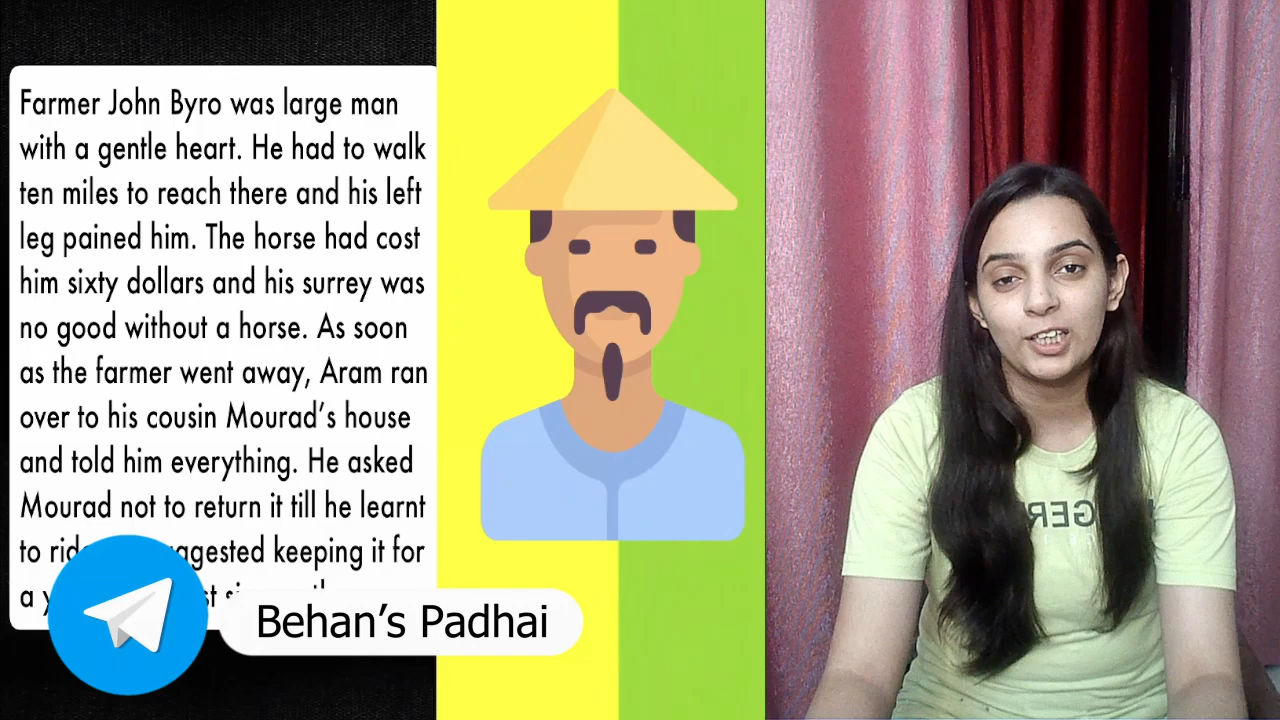 Farmer John Byro was large man
with a gentle heart. He had to walk
ten miles to reach there and his left
leg pained him. The horse had cost
him sixty dollars and his surrey was
no good without a horse. As soon
as the farmer went away, Aram ran
over to his cousin Mourad's house
and told him everything. He asked
Mourad not to return it till he learnt
to keeping it for
a
Behan's Padhai